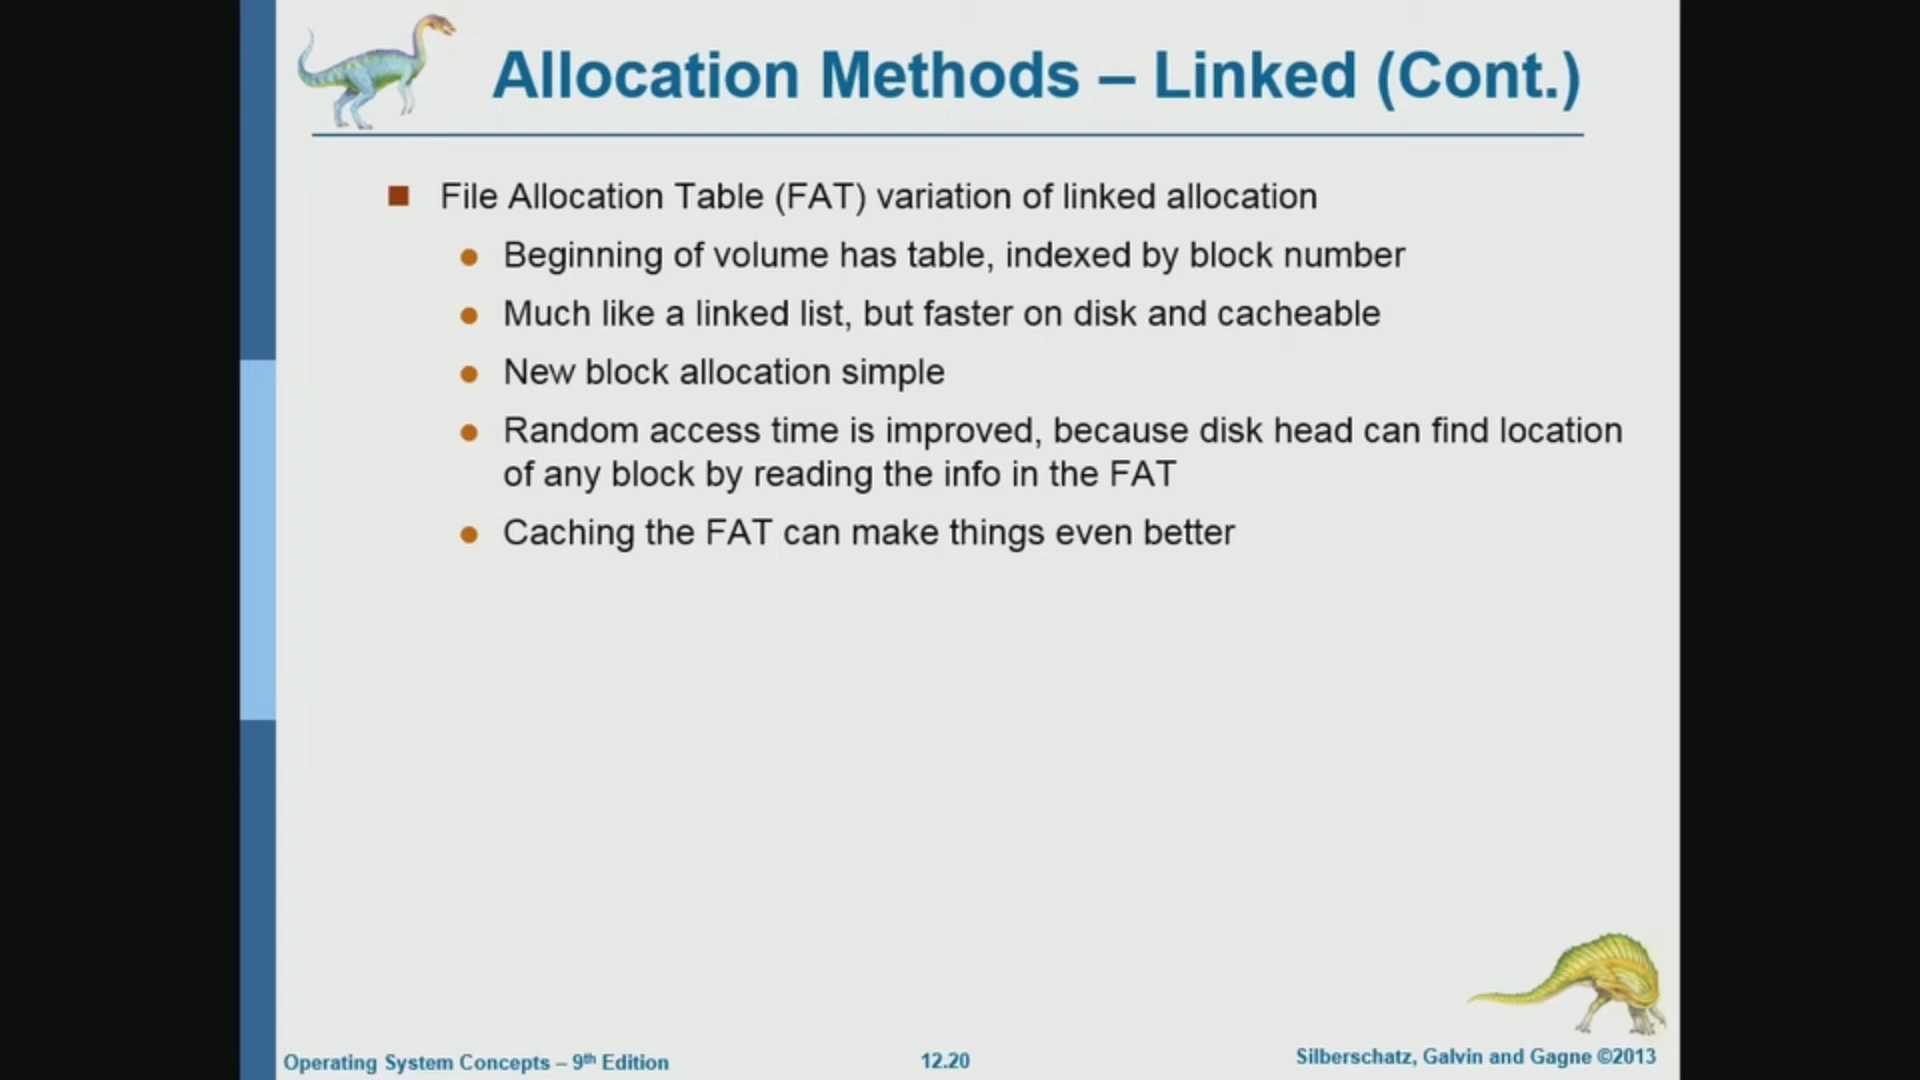 Allocation Methods – Linked (Cont.)
File Allocation Table (FAT) variation of linked allocation
Beginning of volume has table, indexed by block number
Much like a linked list, but faster on disk and cacheable
New block allocation simple
Random access time is improved, because disk head can find location
of any block by reading the info in the FAT
Caching the FAT can make things even better
Operating System Concepts – 9th Edition
12.20
Silberschatz, Galvin and Gagne ©2013